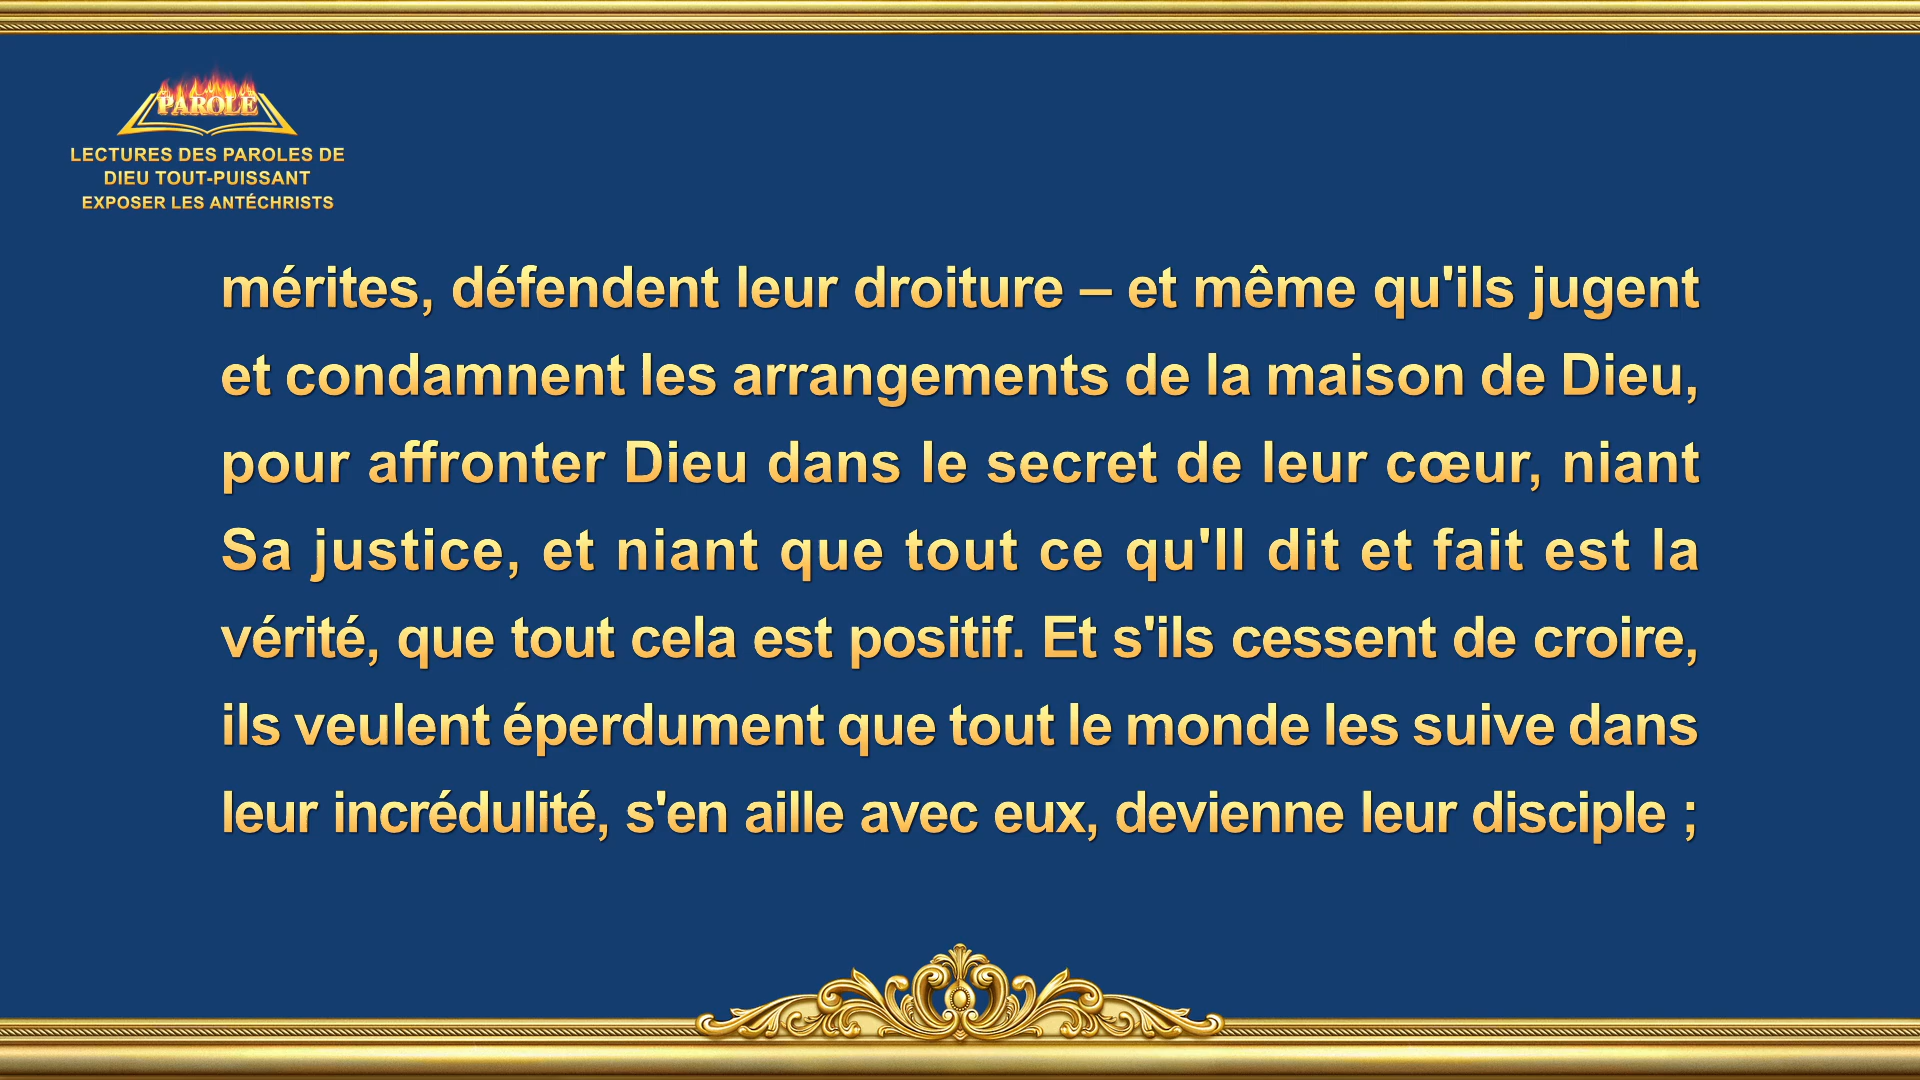 PAROLE
LECTURES DES PAROLES DE
DIEU TOUT-PUISSANT
EXPOSER LES ANTÉCHRISTS
mérites, défendent leur droiture – et même qu'ils jugent
et condamnent les arrangements de la maison de Dieu,
pour affronter Dieu dans le secret de leur cœur, niant
Sa justice, et niant que tout ce qu'Il dit et fait est la
vérité, que tout cela est positif. Et s'ils cessent de croire,
ils veulent éperdument que tout le monde les suive dans
leur incrédulité, s'en aille avec eux, devienne leur disciple ;